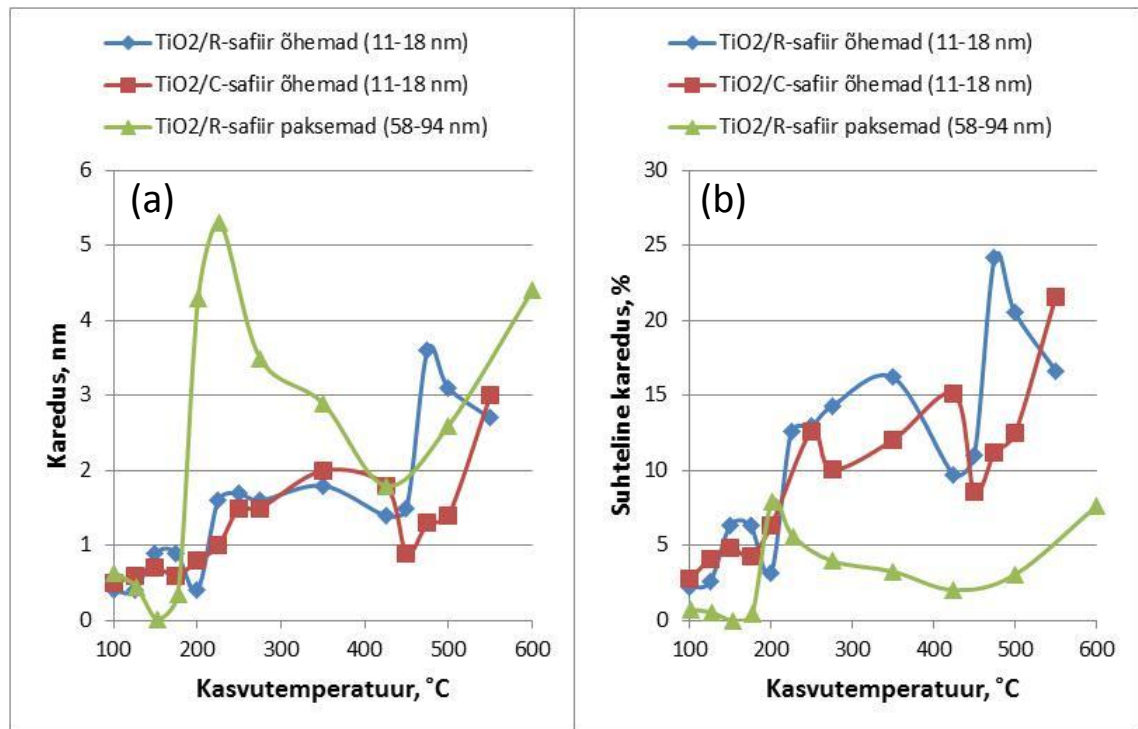 TiO2/R-safiir õhemad (11-18 nm)
TiO2/C-safiir õhemad (11-18 nm)
TiO2/R-safiir paksemad (58-94 nm)
(a)
Karedus, nm
6
5
4
3
2
1
0
100 200 300 400 500 600
Kasvutemperatuur, ˚C
TiO2/R-safiir õhemad (11-18 nm)
TiO2/C-safiir õhemad (11-18 nm)
TiO2/R-safiir paksemad (58-94 nm)
(b)
Suhteline karedus, %
30
25
20
15
10
5
0
100 200 300 400 500 600
Kasvutemperatuur, ˚C